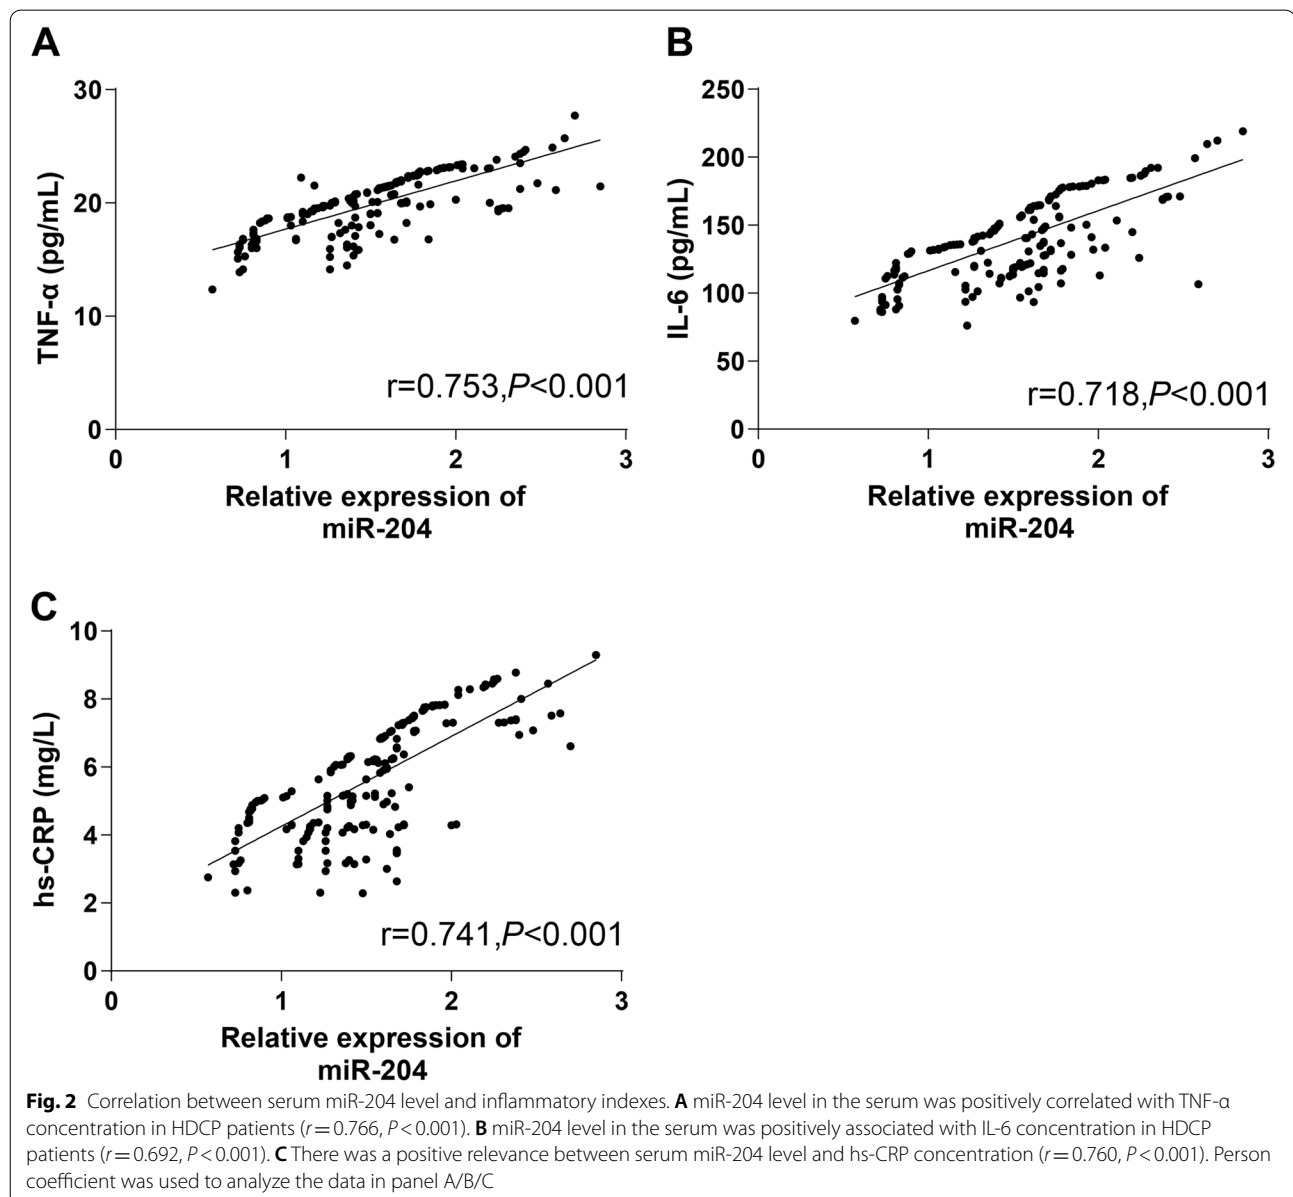 A
30
20
10
0
TNF-α (pg/mL)
r=0.753,P<0.001
0 1 2 3
Relative expression of
miR-204
B
250
200
150
100
50
0
IL-6 (pg/mL)
r=0.718,P<0.001
0 1 2 3
Relative expression of
miR-204
C
10
8
6
4
2
0
hs-CRP (mg/L)
r=0.741,P<0.001
0 1 2 3
Relative expression of
miR-204
Fig. 2 Correlation between serum miR-204 level and inflammatory indexes. A miR-204 level in the serum was positively correlated with TNF-α
concentration in HDCP patients (r = 0.766, P < 0.001). B miR-204 level in the serum was positively associated with IL-6 concentration in HDCP
patients (r = 0.692, P < 0.001). C There was a positive relevance between serum miR-204 level and hs-CRP concentration (r = 0.760, P < 0.001). Person
coefficient was used to analyze the data in panel A/B/C